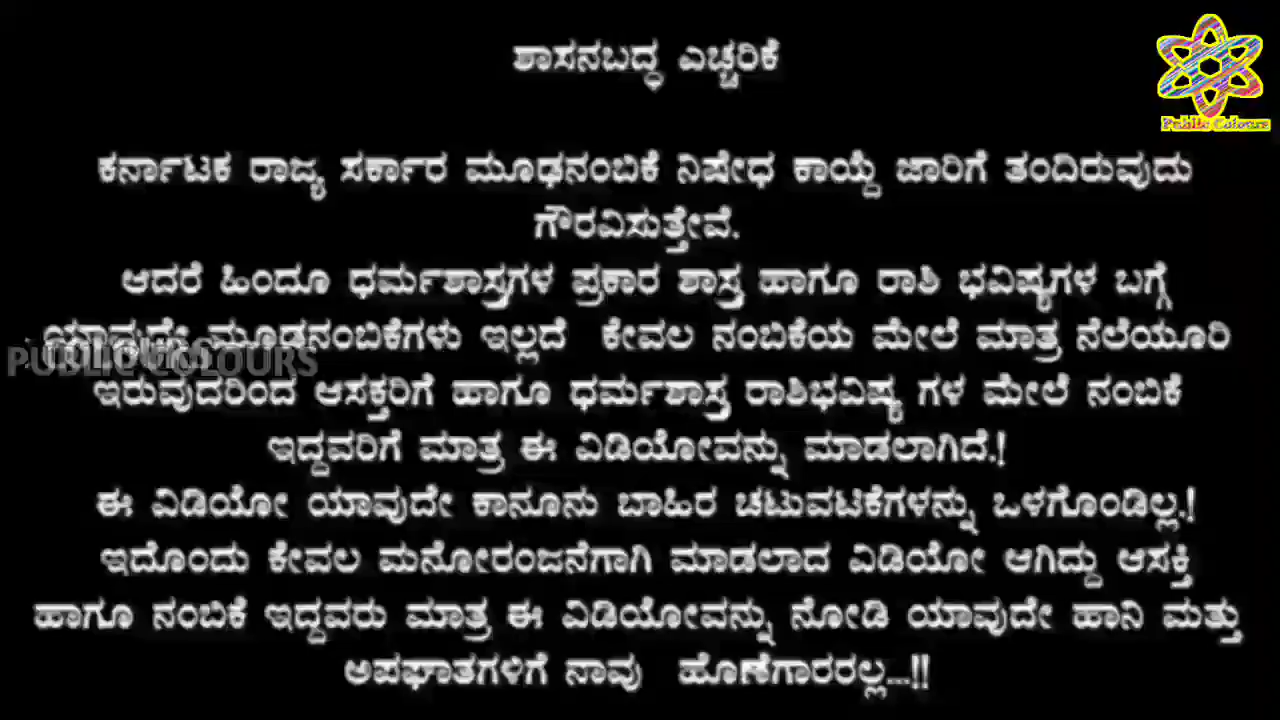 ಶಾಸನಬದ್ಧ ಎಚ್ಚರಿಕೆ
Public Colours
ಕರ್ನಾಟಕ ರಾಜ್ಯ ಸರ್ಕಾರ ಮೂಢನಂಬಿಕೆ ನಿಷೇಧ ಕಾಯ್ದೆ ಜಾರಿಗೆ ತಂದಿರುವುದು
ಗೌರವಿಸುತ್ತೇವೆ.
ಆದರೆ ಹಿಂದೂ ಧರ್ಮಶಾಸ್ತ್ರಗಳ ಪ್ರಕಾರ ಶಾಸ್ತ್ರ ಹಾಗೂ ರಾಶಿ ಭವಿಷ್ಯಗಳ ಬಗ್ಗೆ
ಯಾವುದೇ ಮೂಢನಂಬಿಕೆಗಳು ಇಲ್ಲದೆ ಕೇವಲ ನಂಬಿಕೆಯ ಮೇಲೆ ಮಾತ್ರ ನೆಲೆಯೂರಿ
PUBLIC COLOURS
ಇರುವುದರಿಂದ ಆಸಕ್ತರಿಗೆ ಹಾಗೂ ಧರ್ಮಶಾಸ್ತ್ರ ರಾಶಿಭವಿಷ್ಯ ಗಳ ಮೇಲೆ ನಂಬಿಕೆ
ಇದ್ದವರಿಗೆ ಮಾತ್ರ ಈ ವಿಡಿಯೋವನ್ನು ಮಾಡಲಾಗಿದೆ.!
ಈ ವಿಡಿಯೋ ಯಾವುದೇ ಕಾನೂನು ಬಾಹಿರ ಚಟುವಟಿಕೆಗಳನ್ನು ಒಳಗೊಂಡಿಲ್ಲ.!
ಇದೊಂದು ಕೇವಲ ಮನೋರಂಜನೆಗಾಗಿ ಮಾಡಲಾದ ವಿಡಿಯೋ ಆಗಿದ್ದು ಆಸಕ್ತಿ
ಹಾಗೂ ನಂಬಿಕೆ ಇದ್ದವರು ಮಾತ್ರ ಈ ವಿಡಿಯೋವನ್ನು ನೋಡಿ ಯಾವುದೇ ಹಾನಿ ಮತ್ತು
ಅಪಘಾತಗಳಿಗೆ ನಾವು ಹೊಣೆಗಾರರಲ್ಲ...!!